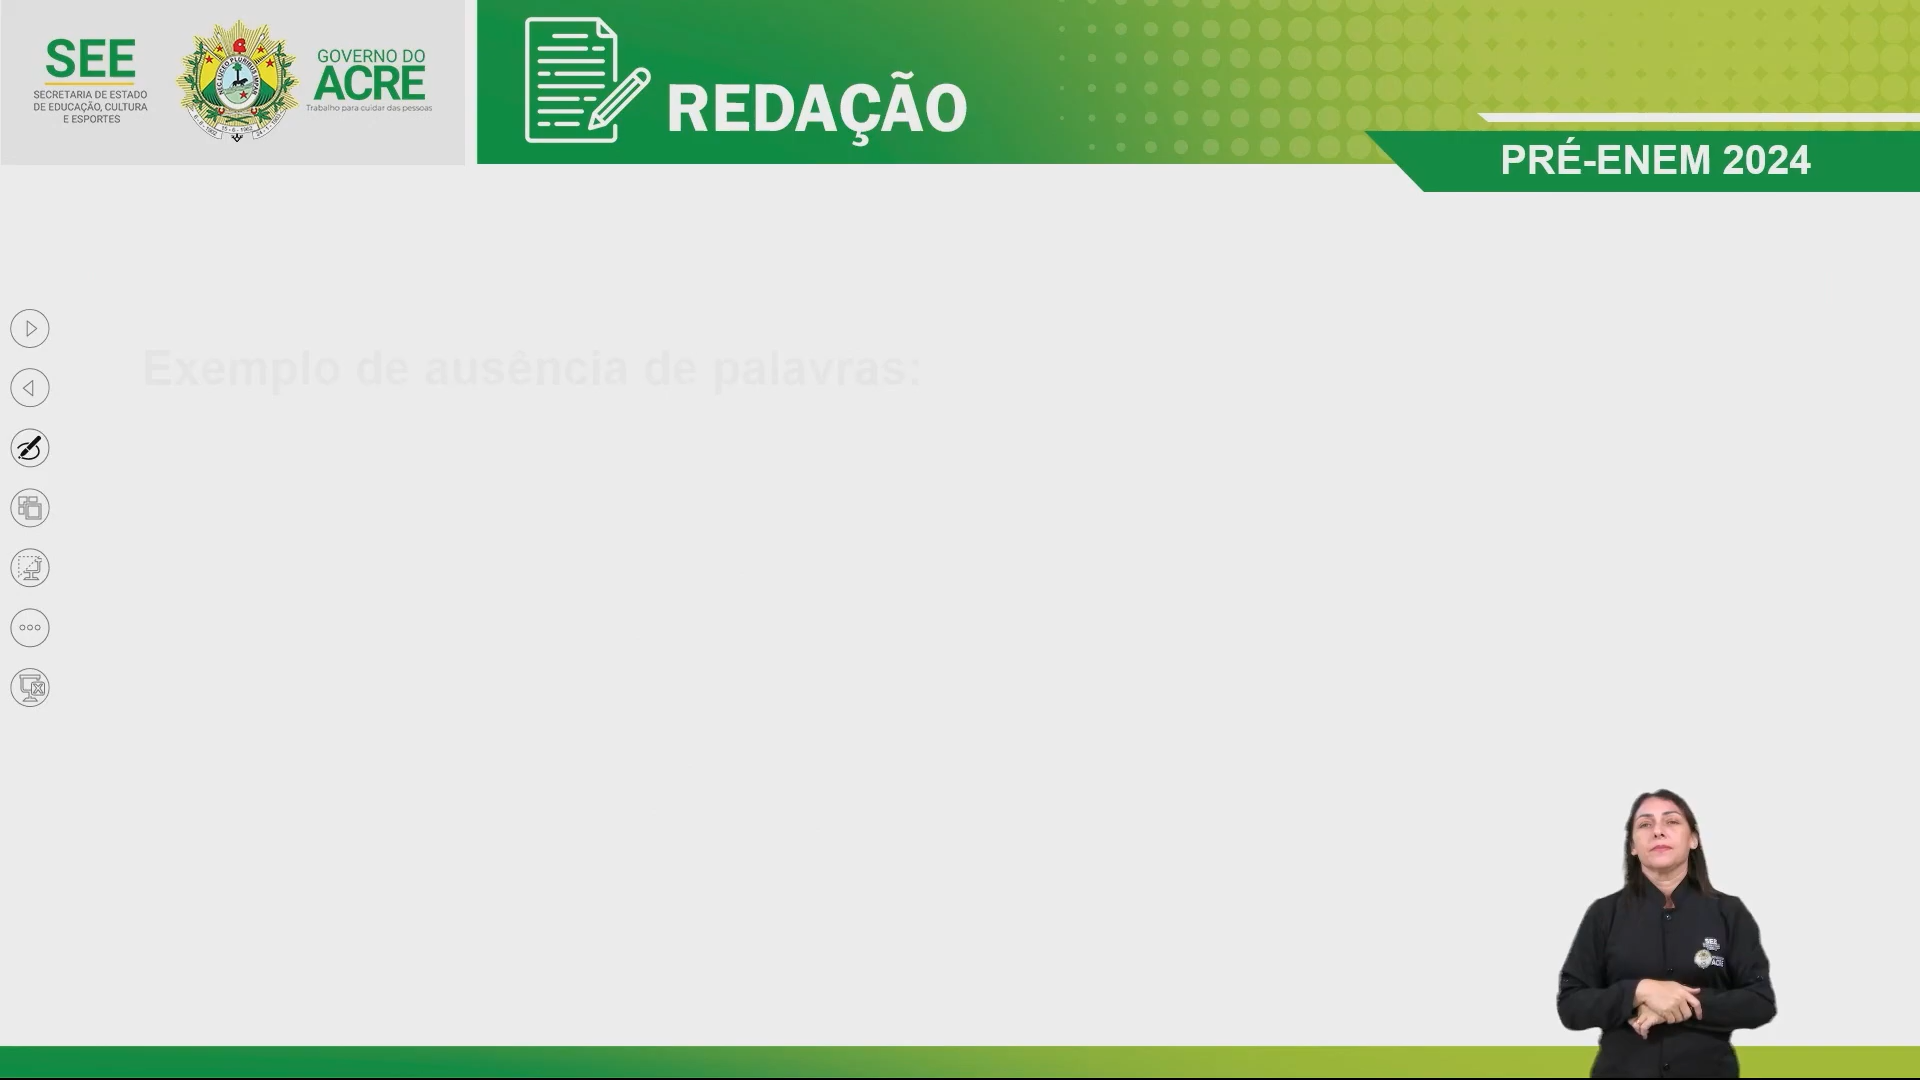 SEE
SECRETARIA DE ESTADO
DE EDUCAÇÃO, CULTURA
E ESPORTES
GOVERNO DO
ACRE
Trabalho para cuidar das pessoas
REDAÇÃO
PRÉ-ENEM 2024
Exemplo de ausência de palavras: